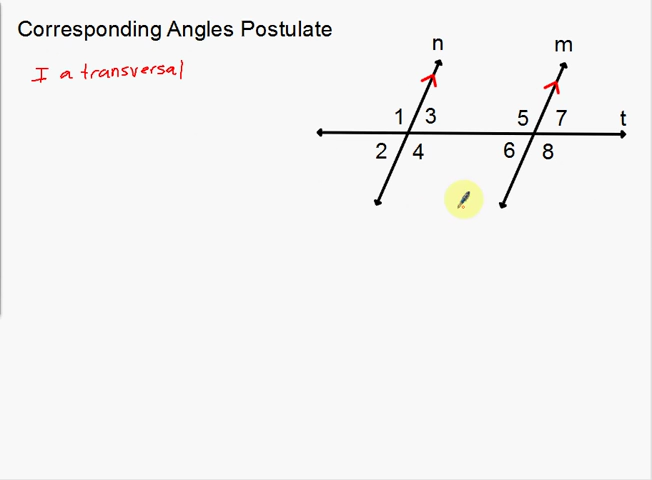 Corresponding Angles Postulate
I a transversal
n m
1 3 5 7 t
2 4 6 8